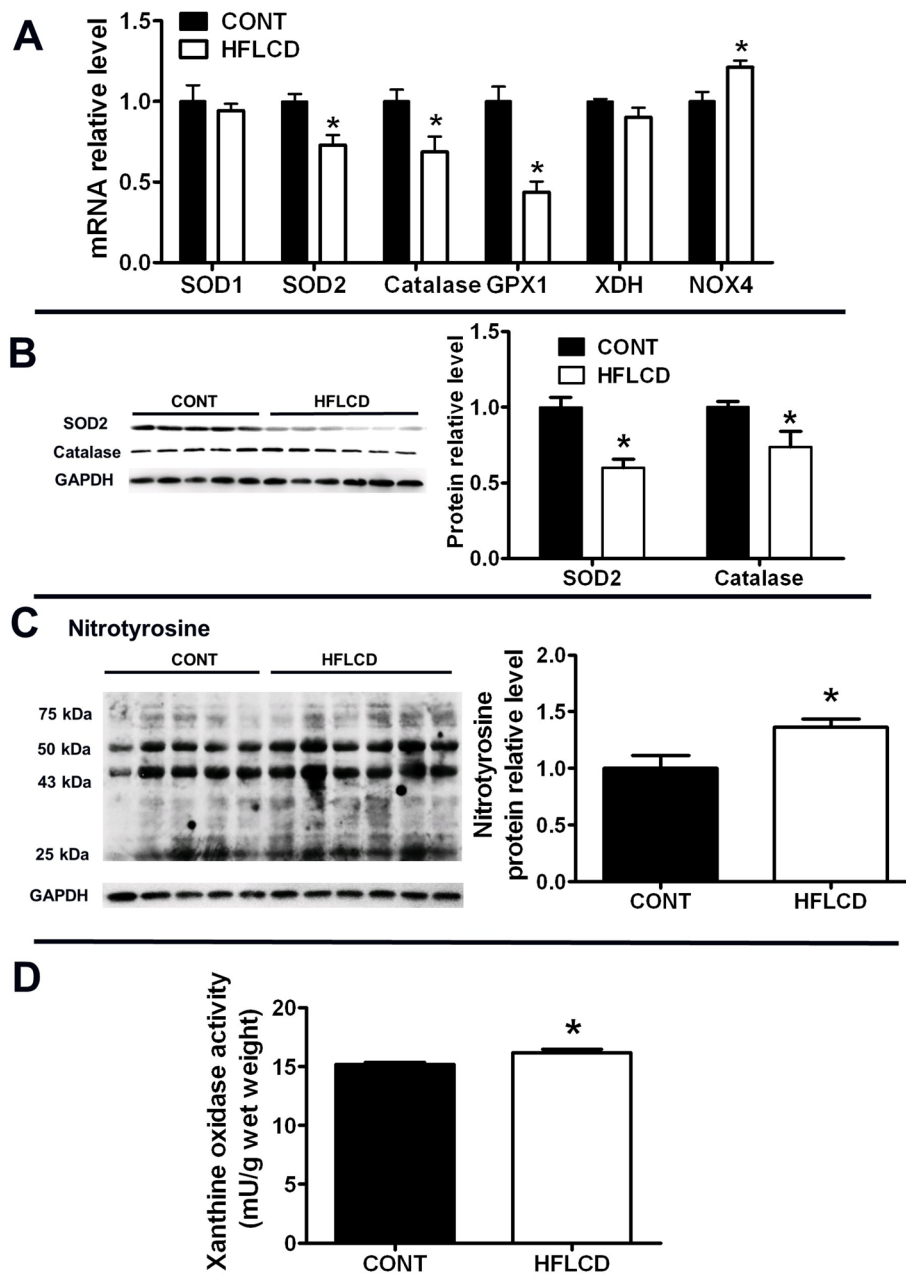 A
mRNA relative level
1.5
1.0
0.5
0.0
CONT
HFLCD
*
*
*
*
SOD1 SOD2 Catalase GPX1 XDH NOX4
B
CONT HFLCD
SOD2
Catalase
GAPDH
Protein relative level
1.5
1.0
0.5
0.0
CONT
HFLCD
*
*
SOD2 Catalase
C Nitrotyrosine
CONT HFLCD
75 kDa
50 kDa
43 kDa
25 kDa
GAPDH
Nitrotyrosine
protein relative level
2.0
1.5
1.0
0.5
0.0
*
CONT HFLCD
D
Xanthine oxidase activity
(mU/g wet weight)
20
15
10
5
0
*
CONT HFLCD